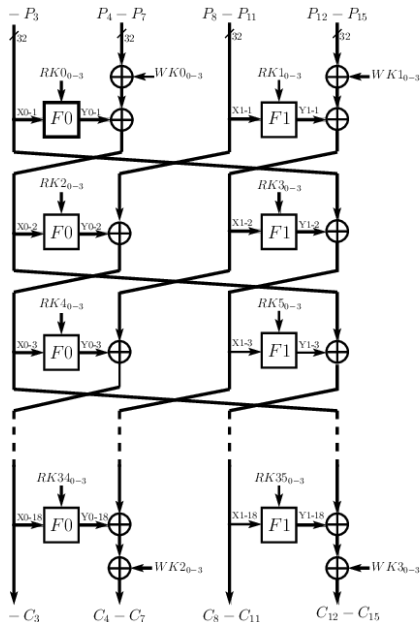 − P₃ P₄ − P₇ P₈ − P₁₁ P₁₂ − P₁₅
32 32 32 32
RK0₀₋₃ WK0₀₋₃ RK1₀₋₃ WK1₀₋₃
X0-1 F0 Y0-1 X1-1 F1 Y1-1
RK2₀₋₃ RK3₀₋₃
X0-2 F0 Y0-2 X1-2 F1 Y1-2
RK4₀₋₃ RK5₀₋₃
X0-3 F0 Y0-3 X1-3 F1 Y1-3
RK34₀₋₃ RK35₀₋₃
X0-18 F0 Y0-18 X1-18 F1 Y1-18
WK2₀₋₃ WK3₀₋₃
− C₃ C₄ − C₇ C₈ − C₁₁ C₁₂ − C₁₅